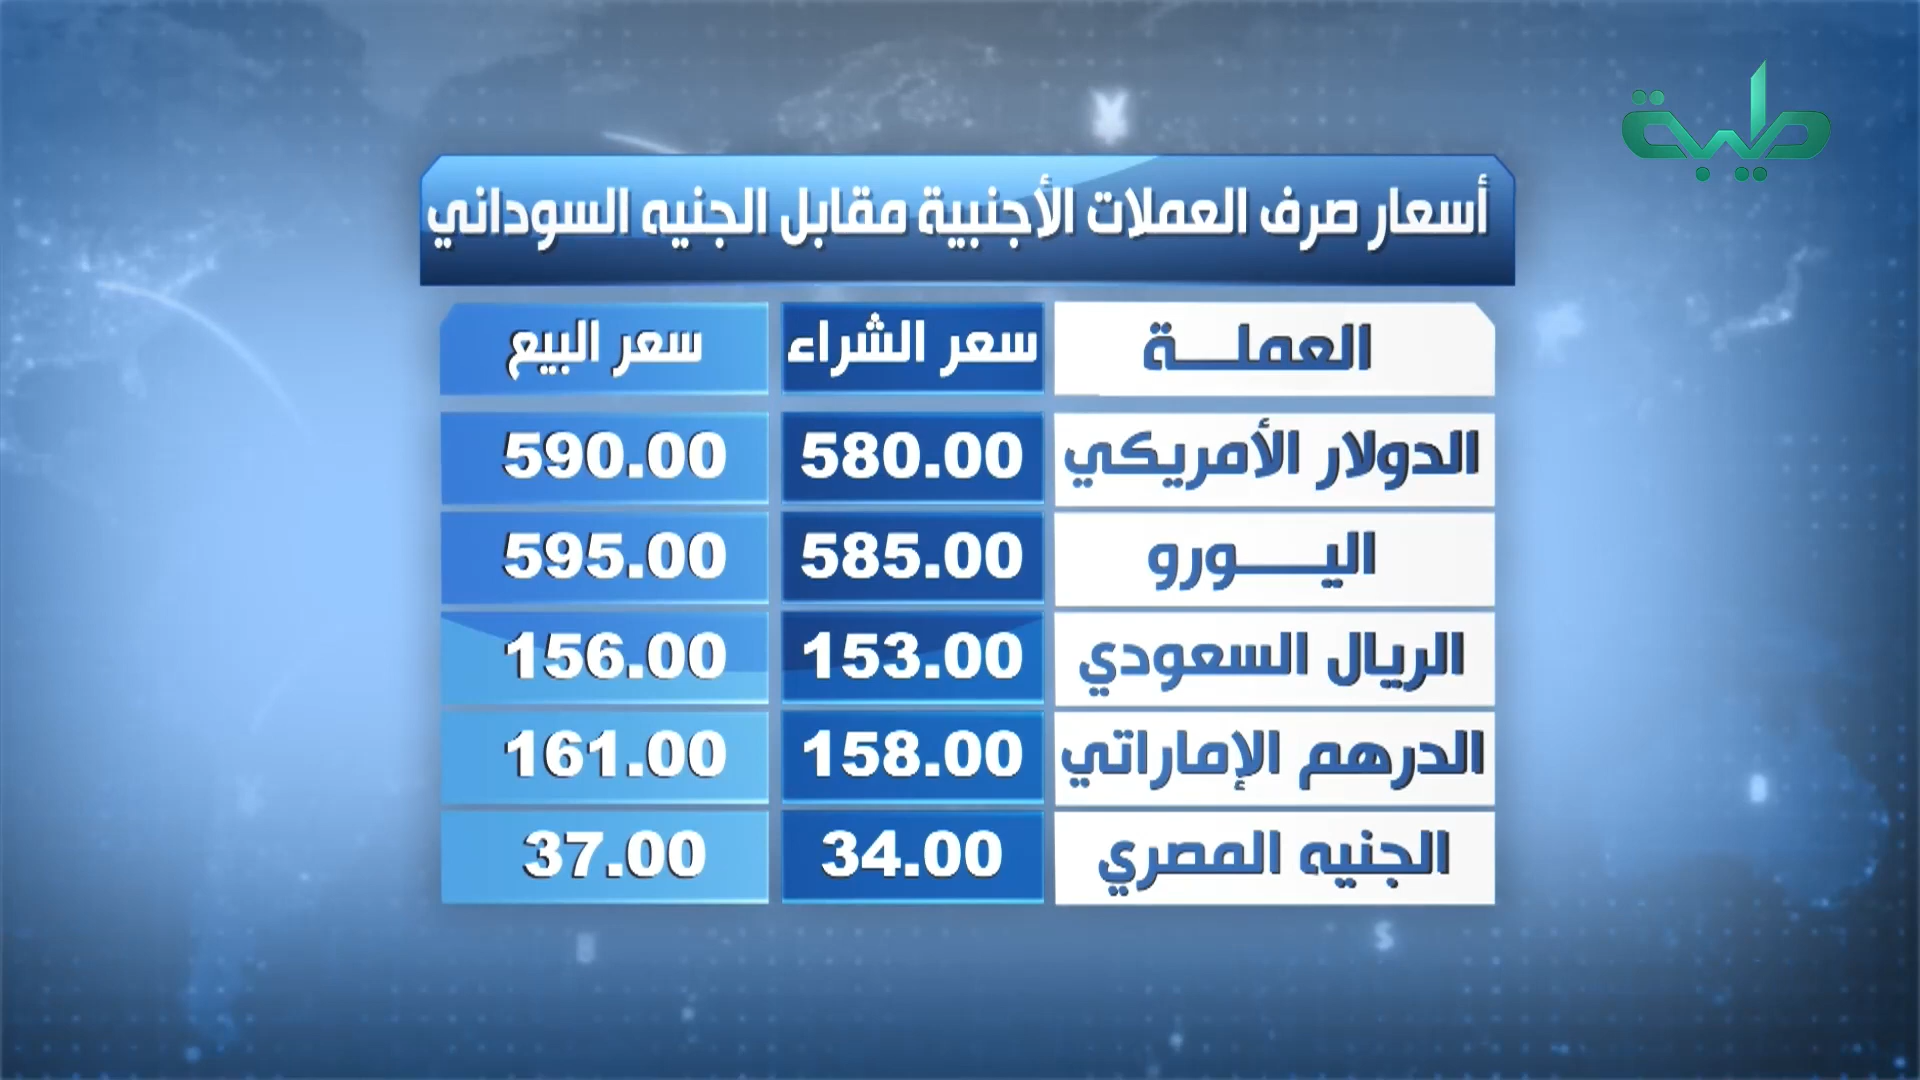 طيبة
أسعار صرف العملات الأجنبية مقابل الجنيه السوداني
العملــة سعر الشراء سعر البيع
الدولار الأمريكي 580.00 590.00
اليــــورو 585.00 595.00
الريال السعودي 153.00 156.00
الدرهم الإماراتي 158.00 161.00
الجنيه المصري 34.00 37.00